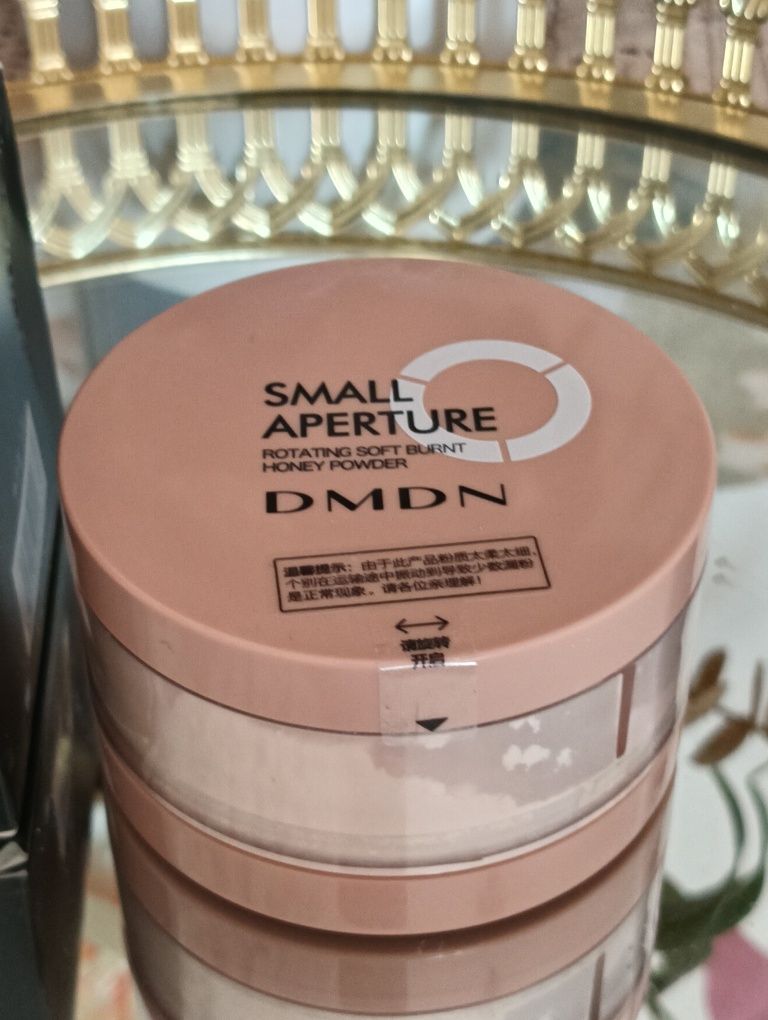 SMALL
APERTURE
ROTATING SOFT BURNT
HONEY POWDER
DMDN
温馨提示：由于此产品粉质太柔太细，
个别在运输途中振动到导致少数漏粉
是正常现象，请各位亲理解！
请旋转
开启